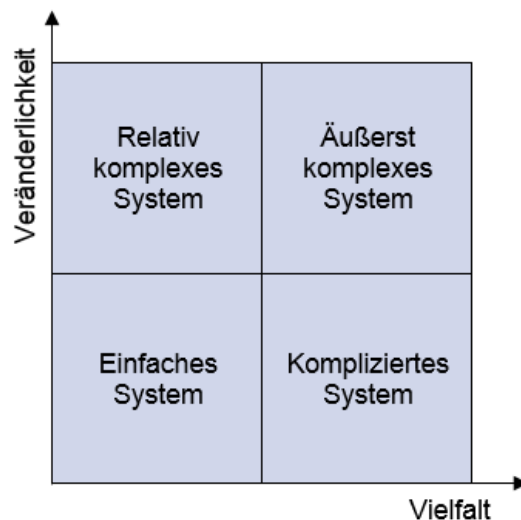 Veränderlichkeit
Relativ
komplexes
System
Äußerst
komplexes
System
Einfaches
System
Kompliziertes
System
Vielfalt